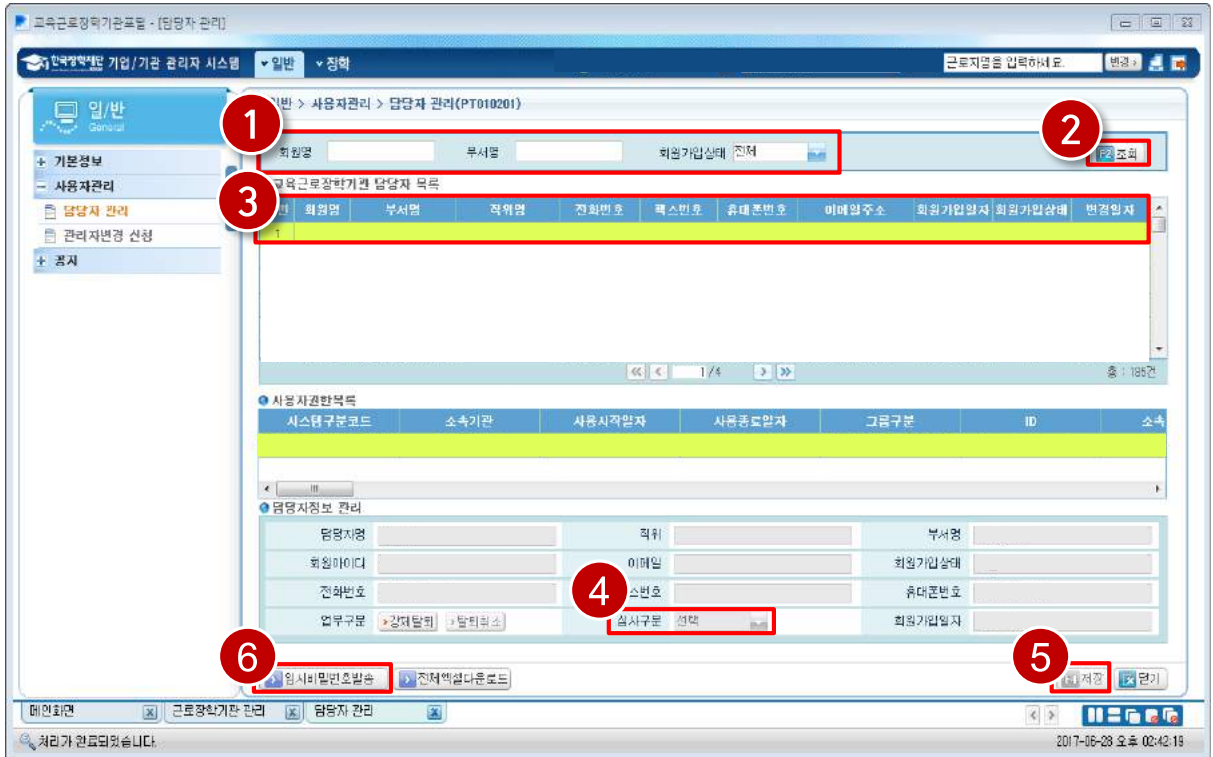 교육근로장학기관포털 - [담당자 관리]
한국장학재단 기업/기관 관리자 시스템 일반 장학 근로지명을 입력하세요. 변경
일/반
General
기본정보
사용자관리
담당자 관리
관리자변경 신청
공지
반 > 사용자관리 > 담당자 관리(PT010201)
1
2
회원명 부서명 회원가입상태 전체 F2 조회
교육근로장학기관 담당자 목록
3
회원명 부서명 직위명 전화번호 팩스번호 휴대폰번호 이메일주소 회원가입일자 회원가입상태 변경일자
1
1/4 총 : 185건
사용자권한목록
시스템구분코드 소속기관 사용시작일자 사용종료일자 그룹구분 ID 소속
담당자정보 관리
담당자명 직위 부서명
회원아이디 이메일 회원가입상태
전화번호 스번호 휴대폰번호
4
업무구분 강제탈퇴 탈퇴취소 심사구분 선택 회원가입일자
6
5
임시비밀번호발송 전체엑셀다운로드 저장 닫기
메인화면 근로장학기관 관리 담당자 관리
처리가 완료되었습니다. 2017-06-28 오후 02:42:19